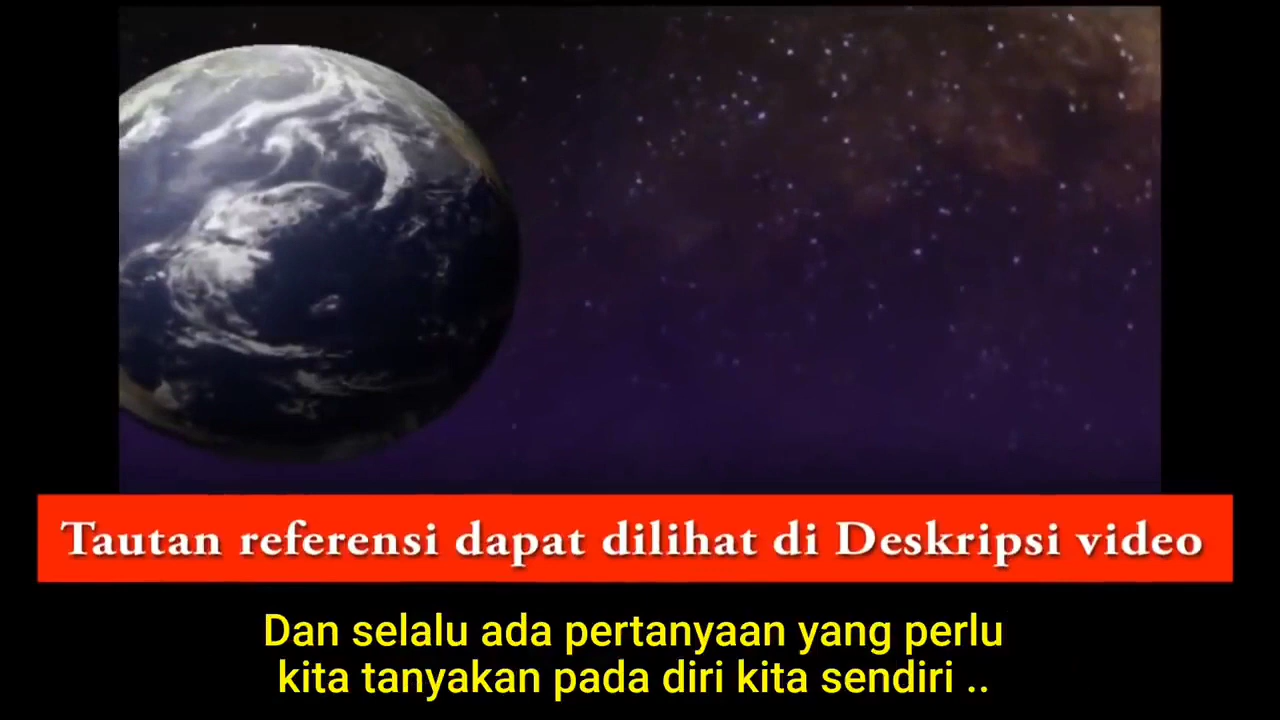 Tautan referensi dapat dilihat di Deskripsi video
Dan selalu ada pertanyaan yang perlu
kita tanyakan pada diri kita sendiri ..